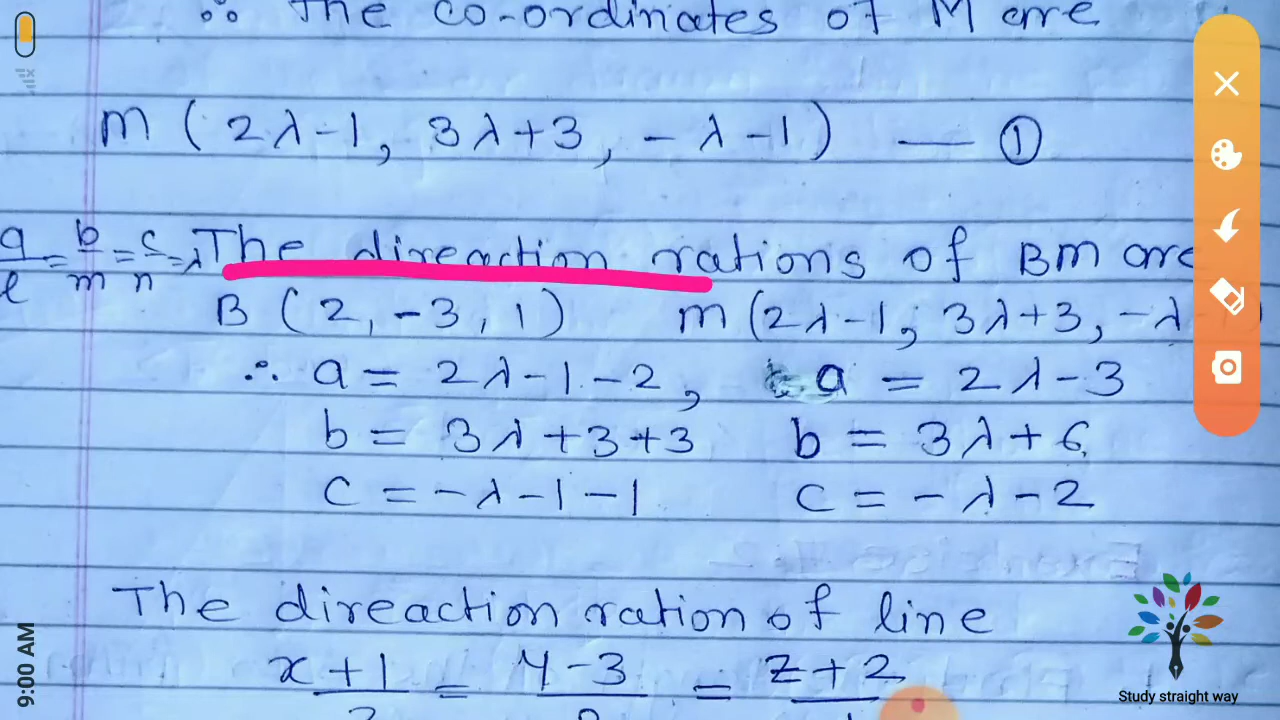 ∴ The co-ordinates of M are
M ( 2λ-1, 3λ+3, -λ-1) — ①
a/l = b/m = c/n = λ The direaction rations of BM are
B ( 2, -3, 1) M (2λ-1, 3λ+3, -λ
∴ a = 2λ-1-2, a = 2λ-3
b = 3λ+3+3 b = 3λ+6
c = -λ-1-1 c = -λ-2
The direaction ration of line
x+1 = y-3 = z+2
Study straight way
9:00 AM